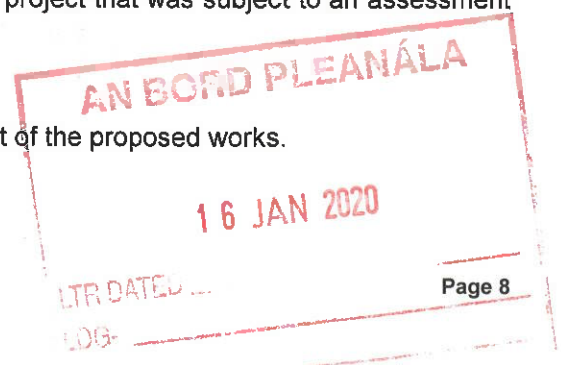 project that was subject to an assessment
AN BORD PLEANÁLA
t of the proposed works.
16 JAN 2020
LTR DATED
Page 8
LOG-